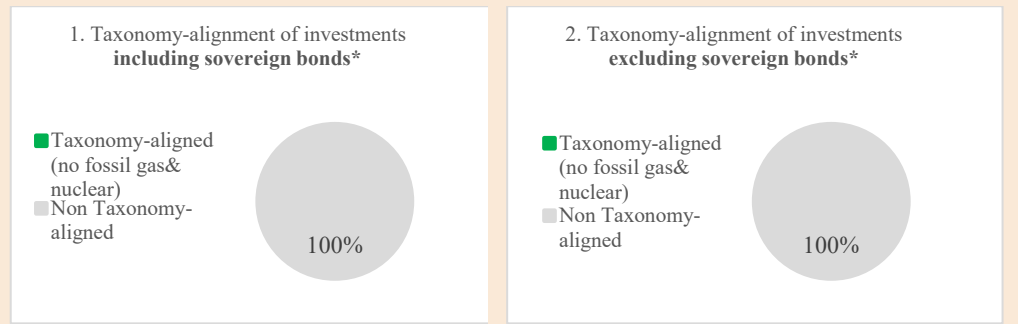 1. Taxonomy-alignment of investments
including sovereign bonds*
Taxonomy-aligned
(no fossil gas&
nuclear)
Non Taxonomy-
aligned
100%
2. Taxonomy-alignment of investments
excluding sovereign bonds*
Taxonomy-aligned
(no fossil gas&
nuclear)
Non Taxonomy-
aligned
100%